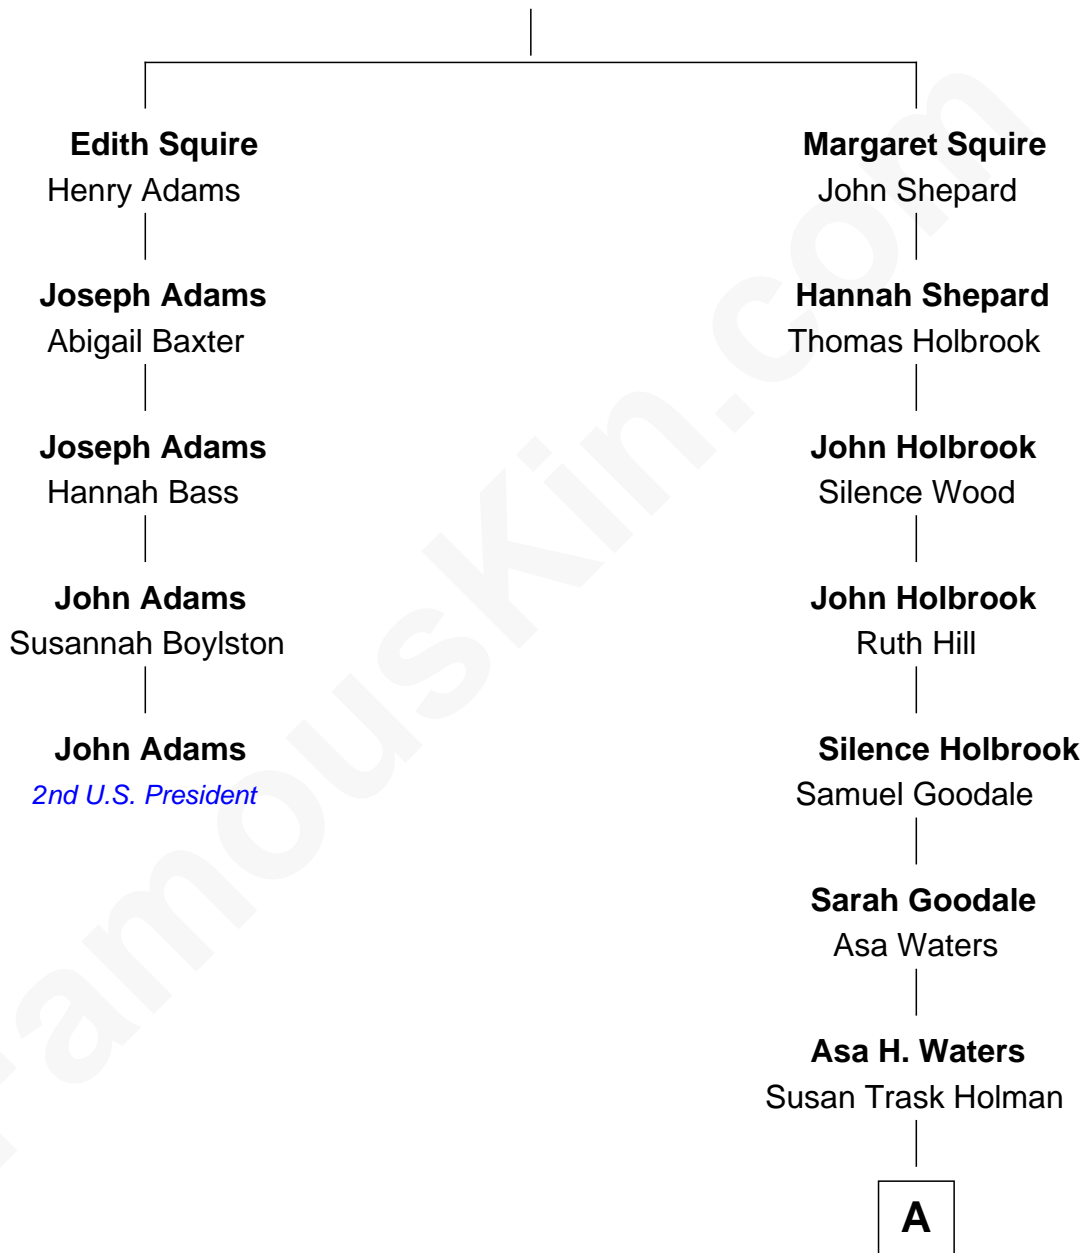 Edith Squire
Henry Adams
Joseph Adams
Abigail Baxter
Joseph Adams
Hannah Bass
John Adams
Susannah Boylston
John Adams
2nd U.S. President
Margaret Squire
John Shepard
Hannah Shepard
Thomas Holbrook
John Holbrook
Silence Wood
John Holbrook
Ruth Hill
Silence Holbrook
Samuel Goodale
Sarah Goodale
Asa Waters
Asa H. Waters
Susan Trask Holman
A
FamousKin.com